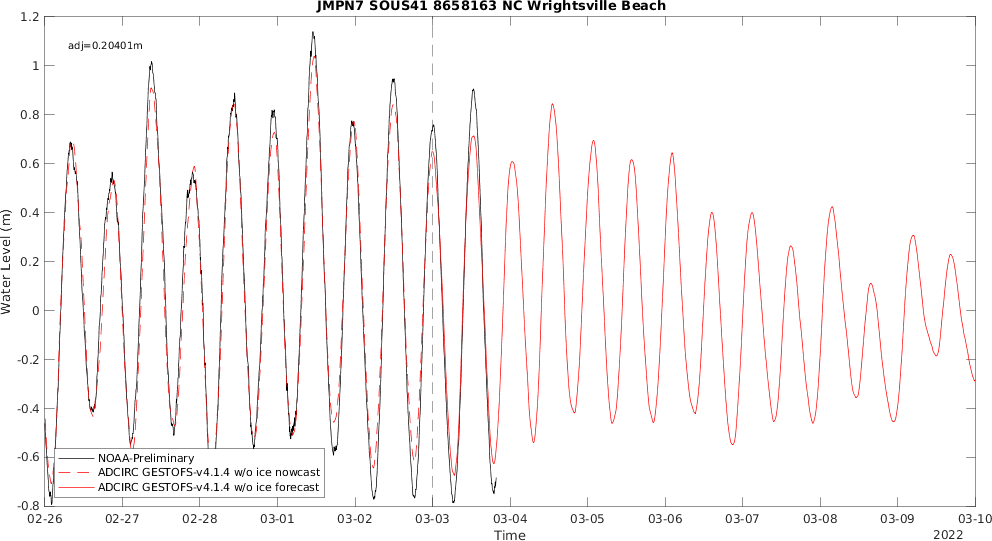 JMPN7 SOUS41 8658163 NC Wrightsville Beach
adj=0.20401m
1.2
1
0.8
0.6
0.4
0.2
0
-0.2
-0.4
-0.6
-0.8
Water Level (m)
NOAA-Preliminary
ADCIRC GESTOFS-v4.1.4 w/o ice nowcast
ADCIRC GESTOFS-v4.1.4 w/o ice forecast
02-26 02-27 02-28 03-01 03-02 03-03 03-04 03-05 03-06 03-07 03-08 03-09 03-10
Time
2022